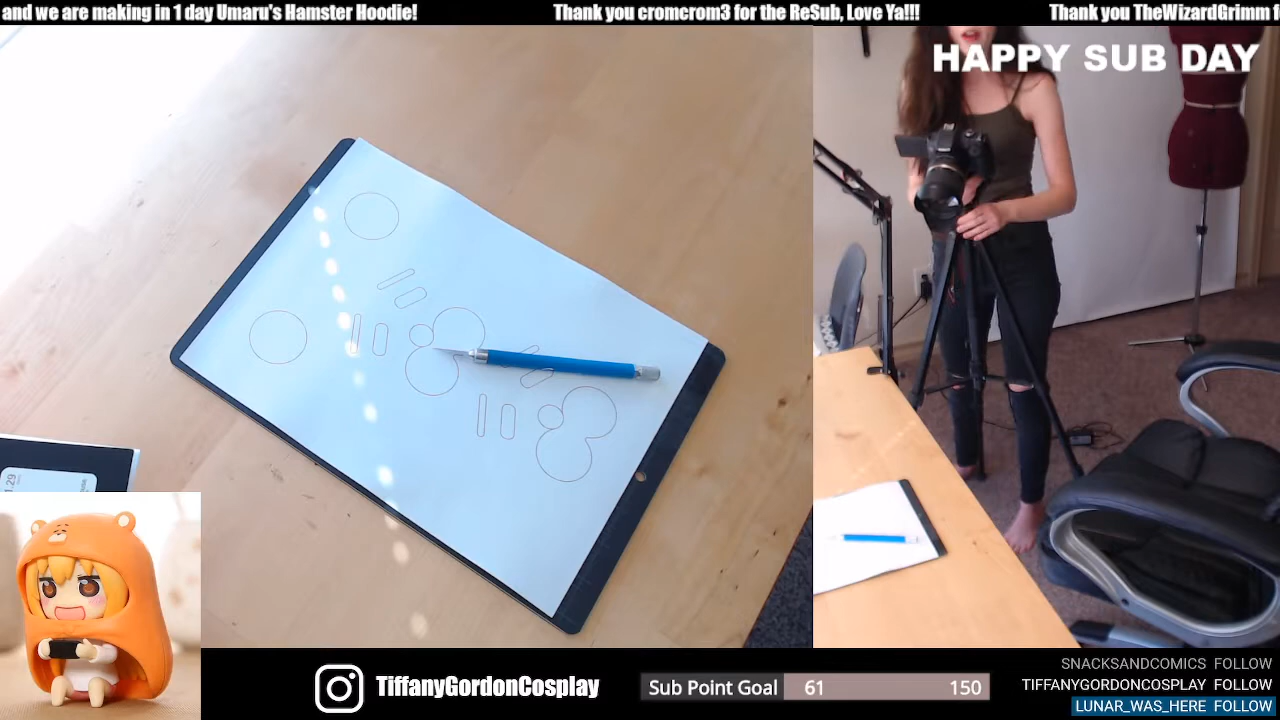 and we are making in 1 day Umaru's Hamster Hoodie!
Thank you cromcrom3 for the ReSub, Love Ya!!!
Thank you TheWizardGrimm f
HAPPY SUB DAY
TiffanyGordonCosplay
Sub Point Goal 61 150
SNACKSANDCOMICS FOLLOW
TIFFANYGORDONCOSPLAY FOLLOW
LUNAR_WAS_HERE FOLLOW